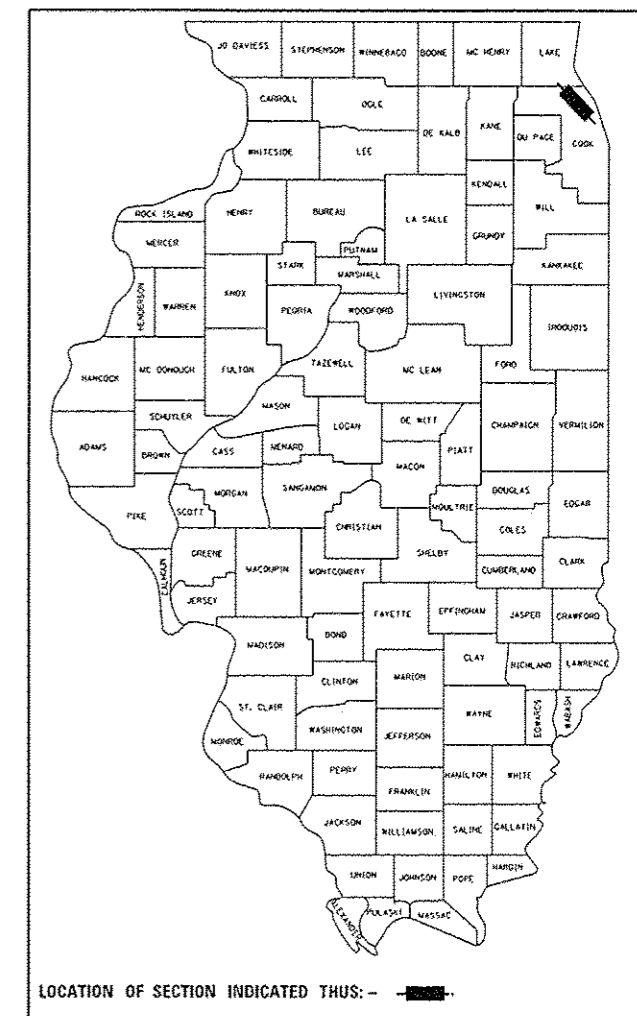 JO DAVIESS STEPHENSON WINNEBAGO BOONE MC HENRY LAKE
CARROLL OGLE DE KALB KANE DU PAGE COOK
WHITESIDE LEE
KENDALL WILL
ROCK ISLAND HENRY BUREAU LA SALLE GRUNDY
MERCER PUTNAM KANKAKEE
STARK MARSHALL
HENDERSON WARREN KNOX PEORIA WOODFORD LIVINGSTON IROQUOIS
HANCOCK MC DONOUGH FULTON TAZEWELL MC LEAN FORD
MASON
SCHUYLER LOGAN DE WITT CHAMPAIGN VERMILION
ADAMS BROWN CASS MENARD PIATT
MACON
MORGAN SANGAMON DOUGLAS EDGAR
PIKE SCOTT CHRISTIAN MOULTRIE COLES
GREENE SHELBY
CALHOUN MACOUPIN MONTGOMERY CUMBERLAND CLARK
JERSEY
FAYETTE EFFINGHAM JASPER CRAWFORD
MADISON BOND
CLAY RICHLAND LAWRENCE
CLINTON MARION
ST. CLAIR WAYNE EDWARDS WABASH
MONROE WASHINGTON JEFFERSON
RANDOLPH PERRY HAMILTON WHITE
FRANKLIN
JACKSON WILLIAMSON SALINE GALLATIN
UNION JOHNSON POPE HARDIN
ALEXANDER PULASKI MASSAC
LOCATION OF SECTION INDICATED THUS: -